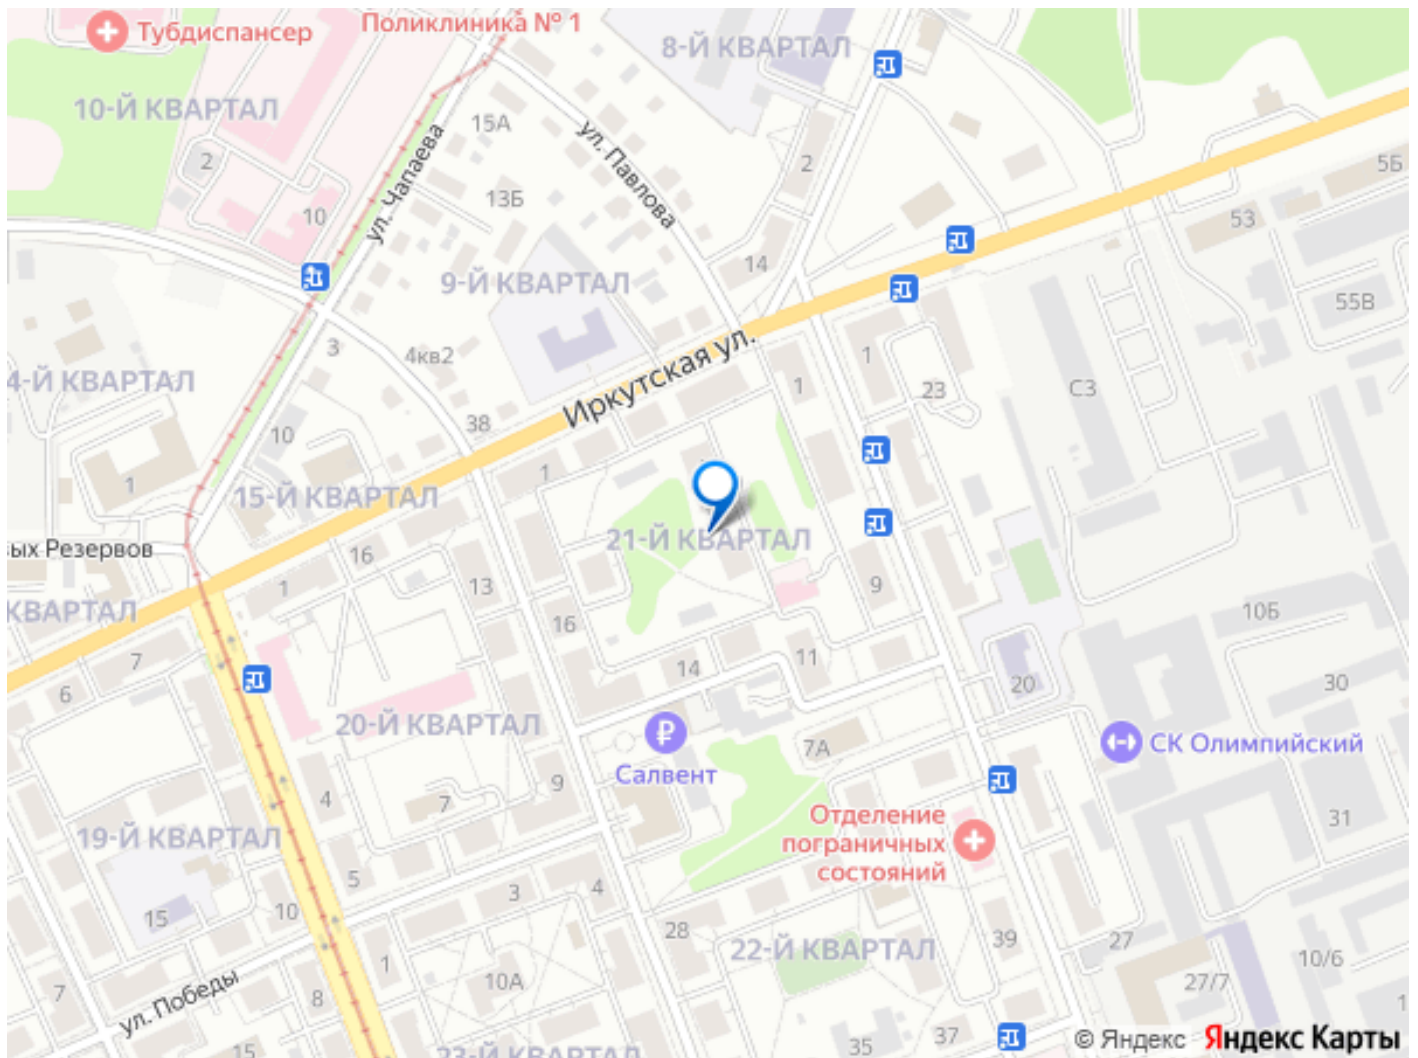 Поликлиника № 1
Тубдиспансер
8-Й КВАРТАЛ
10-Й КВАРТАЛ
15А
ул. Чапаева
ул. Павлова
2
2
5Б
13Б
10
53
14
9-Й КВАРТАЛ
55В
3
4кв2
Иркутская ул.
1
4-Й КВАРТАЛ
1
23
С3
38
10
1
1
15-Й КВАРТАЛ
21-Й КВАРТАЛ
вых Резервов
16
1
13
9
КВАРТАЛ
10Б
16
7
6
14
11
20
30
20-Й КВАРТАЛ
СК Олимпийский
7А
Салвент
9
4
7
Отделение
пограничных
состояний
31
19-Й КВАРТАЛ
5
3
4
15
10
28
39
27
22-Й КВАРТАЛ
1
10/6
10А
27/7
7
8
ул. Победы
1
37
35
15
23-Й КВАРТАЛ
© Яндекс Яндекс Карты